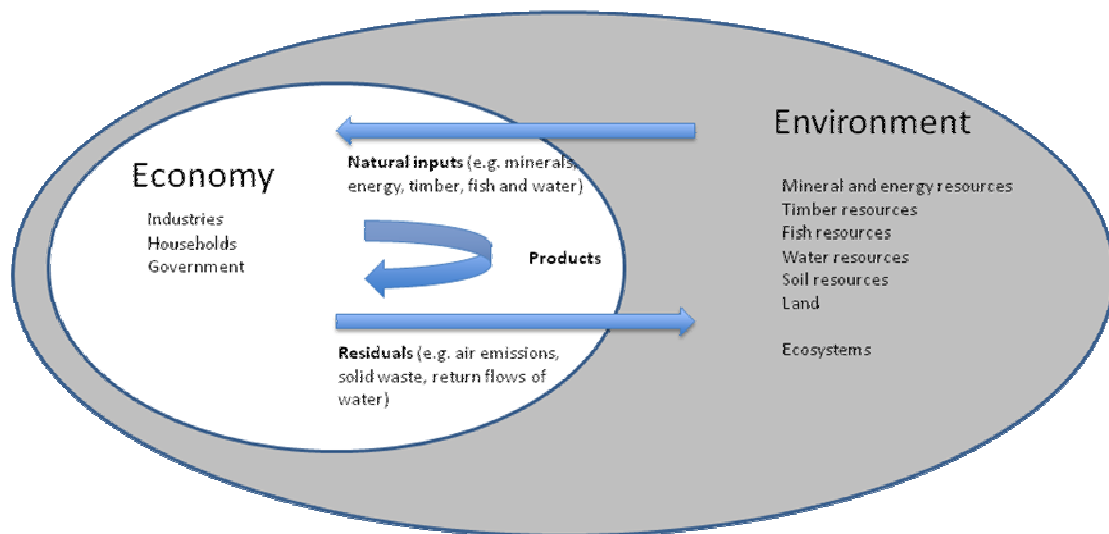 Economy
Industries
Households
Government
Natural inputs (e.g. minerals,
energy, timber, fish and water)
Products
Residuals (e.g. air emissions,
solid waste, return flows of
water)
Environment
Mineral and energy resources
Timber resources
Fish resources
Water resources
Soil resources
Land
Ecosystems